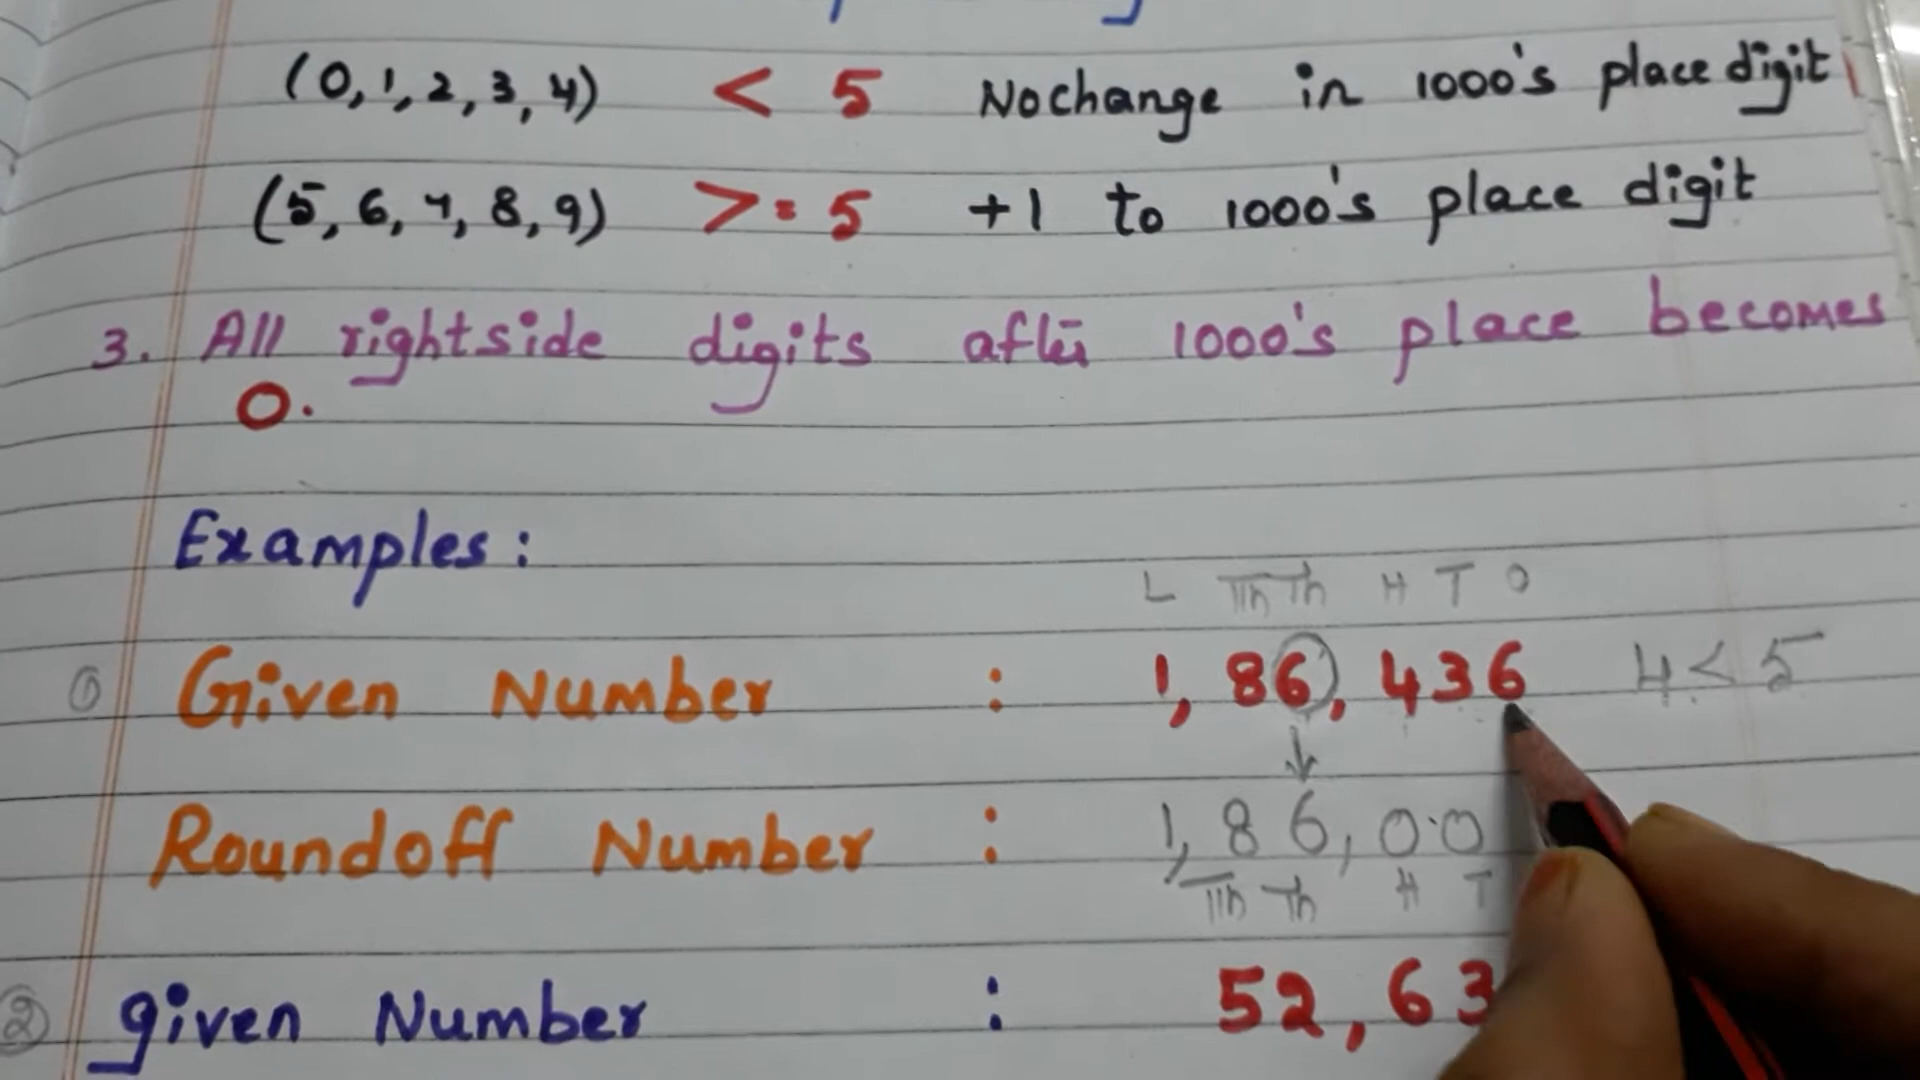 (0, 1, 2, 3, 4) < 5 No change in 1000's place digit
(5, 6, 7, 8, 9) >= 5 +1 to 1000's place digit
3. All rightside digits after 1000's place becomes
0.
Examples:
L TTh Th H T O
① Given Number : 1, 86, 436 4 < 5
Roundoff Number : 1, 86, 00
TTh Th H T
② given Number : 52, 63